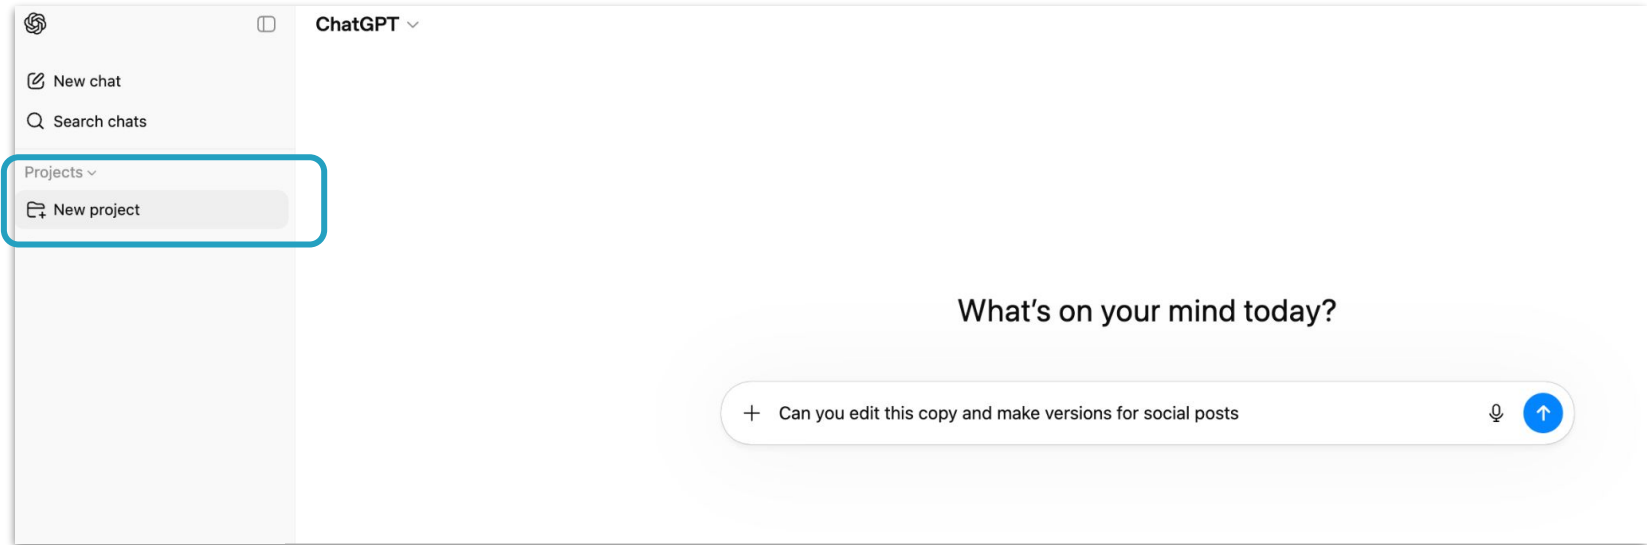 ChatGPT
New chat
Search chats
Projects
New project
What's on your mind today?
Can you edit this copy and make versions for social posts